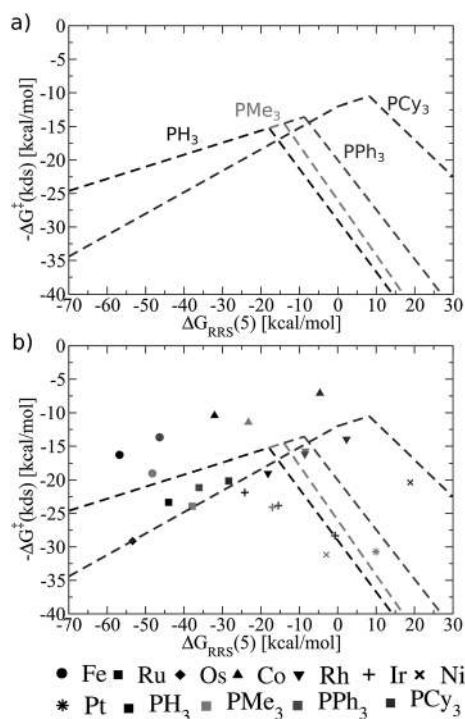 a)
0
-5
-10
-15
-20
-25
-30
-35
-40
-ΔG‡(kds) [kcal/mol]
PH3
PMe3
PPh3
PCy3
-70 -60 -50 -40 -30 -20 -10 0 10 20 30
ΔG_RRS(5) [kcal/mol]
b)
0
-5
-10
-15
-20
-25
-30
-35
-40
-ΔG‡(kds) [kcal/mol]
-70 -60 -50 -40 -30 -20 -10 0 10 20 30
ΔG_RRS(5) [kcal/mol]
Fe Ru Os Co Rh Ir Ni
Pt PH3 PMe3 PPh3 PCy3